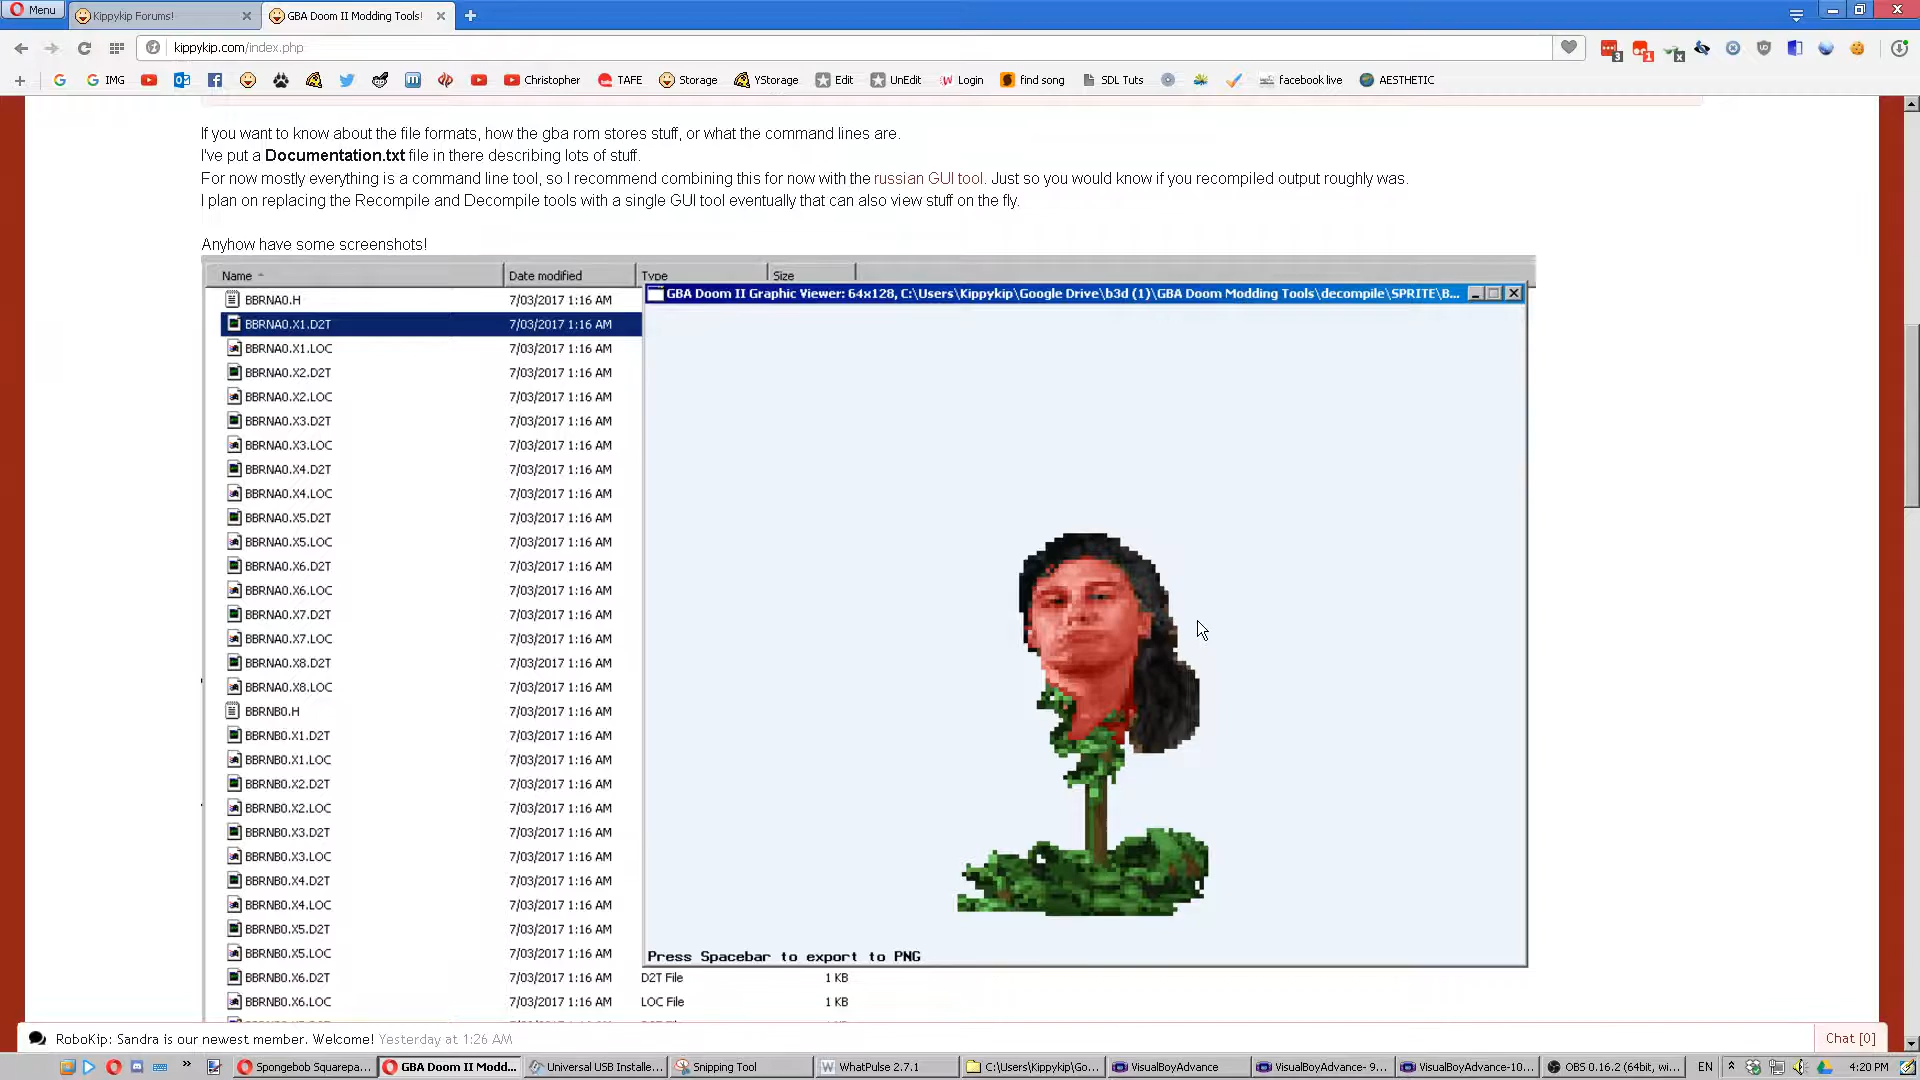 Menu
Kippykip Forums!
GBA Doom II Modding Tools!
kippykip.com/index.php
IMG
Christopher
TAFE
Storage
YStorage
Edit
UnEdit
Login
find song
SDL Tuts
facebook live
AESTHETIC
If you want to know about the file formats, how the gba rom stores stuff, or what the command lines are.
I've put a Documentation.txt file in there describing lots of stuff.
For now mostly everything is a command line tool, so I recommend combining this for now with the russian GUI tool. Just so you would know if you recompiled output roughly was.
I plan on replacing the Recompile and Decompile tools with a single GUI tool eventually that can also view stuff on the fly.
Anyhow have some screenshots!
Name Date modified Type Size
GBA Doom II Graphic Viewer: 64x128, C:\Users\Kippykip\Google Drive\b3d (1)\GBA Doom Modding Tools\decompile\SPRITE\B...
BBRNA0.H 7/03/2017 1:16 AM
BBRNA0.X1.D2T 7/03/2017 1:16 AM
BBRNA0.X1.LOC 7/03/2017 1:16 AM
BBRNA0.X2.D2T 7/03/2017 1:16 AM
BBRNA0.X2.LOC 7/03/2017 1:16 AM
BBRNA0.X3.D2T 7/03/2017 1:16 AM
BBRNA0.X3.LOC 7/03/2017 1:16 AM
BBRNA0.X4.D2T 7/03/2017 1:16 AM
BBRNA0.X4.LOC 7/03/2017 1:16 AM
BBRNA0.X5.D2T 7/03/2017 1:16 AM
BBRNA0.X5.LOC 7/03/2017 1:16 AM
BBRNA0.X6.D2T 7/03/2017 1:16 AM
BBRNA0.X6.LOC 7/03/2017 1:16 AM
BBRNA0.X7.D2T 7/03/2017 1:16 AM
BBRNA0.X7.LOC 7/03/2017 1:16 AM
BBRNA0.X8.D2T 7/03/2017 1:16 AM
BBRNA0.X8.LOC 7/03/2017 1:16 AM
BBRNB0.H 7/03/2017 1:16 AM
BBRNB0.X1.D2T 7/03/2017 1:16 AM
BBRNB0.X1.LOC 7/03/2017 1:16 AM
BBRNB0.X2.D2T 7/03/2017 1:16 AM
BBRNB0.X2.LOC 7/03/2017 1:16 AM
BBRNB0.X3.D2T 7/03/2017 1:16 AM
BBRNB0.X3.LOC 7/03/2017 1:16 AM
BBRNB0.X4.D2T 7/03/2017 1:16 AM
BBRNB0.X4.LOC 7/03/2017 1:16 AM
BBRNB0.X5.D2T 7/03/2017 1:16 AM
BBRNB0.X5.LOC 7/03/2017 1:16 AM
Press Spacebar to export to PNG
BBRNB0.X6.D2T 7/03/2017 1:16 AM D2T File 1 KB
BBRNB0.X6.LOC 7/03/2017 1:16 AM LOC File 1 KB
RoboKip: Sandra is our newest member. Welcome! Yesterday at 1:26 AM
Chat [0]
Spongebob Squarepa...
GBA Doom II Modd...
Universal USB Installe...
Snipping Tool
WhatPulse 2.7.1
C:\Users\Kippykip\Go...
VisualBoyAdvance
VisualBoyAdvance- 9...
VisualBoyAdvance-10...
OBS 0.16.2 (64bit, wi...
EN
4:20 PM